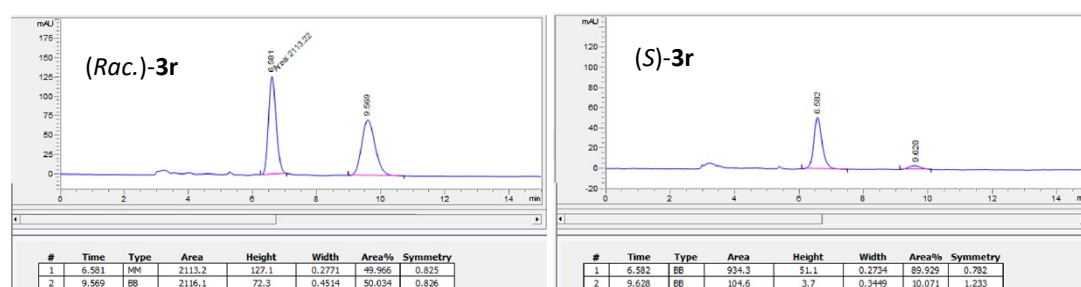 mAU
175
150
125
100
75
50
25
0
(Rac.)-3r
6.581
Area: 2113.22
9.569
0 2 4 6 8 10 12 14 min
# Time Type Area Height Width Area% Symmetry
1 6.581 MM 2113.2 127.1 0.2771 49.966 0.825
2 9.569 BB 2116.1 72.3 0.4514 50.034 0.826
mAU
120
100
80
60
40
20
0
-20
(S)-3r
6.582
9.628
0 2 4 6 8 10 12 14 min
# Time Type Area Height Width Area% Symmetry
1 6.582 BB 934.3 51.1 0.2734 89.929 0.782
2 9.628 BB 104.6 3.7 0.3449 10.071 1.233